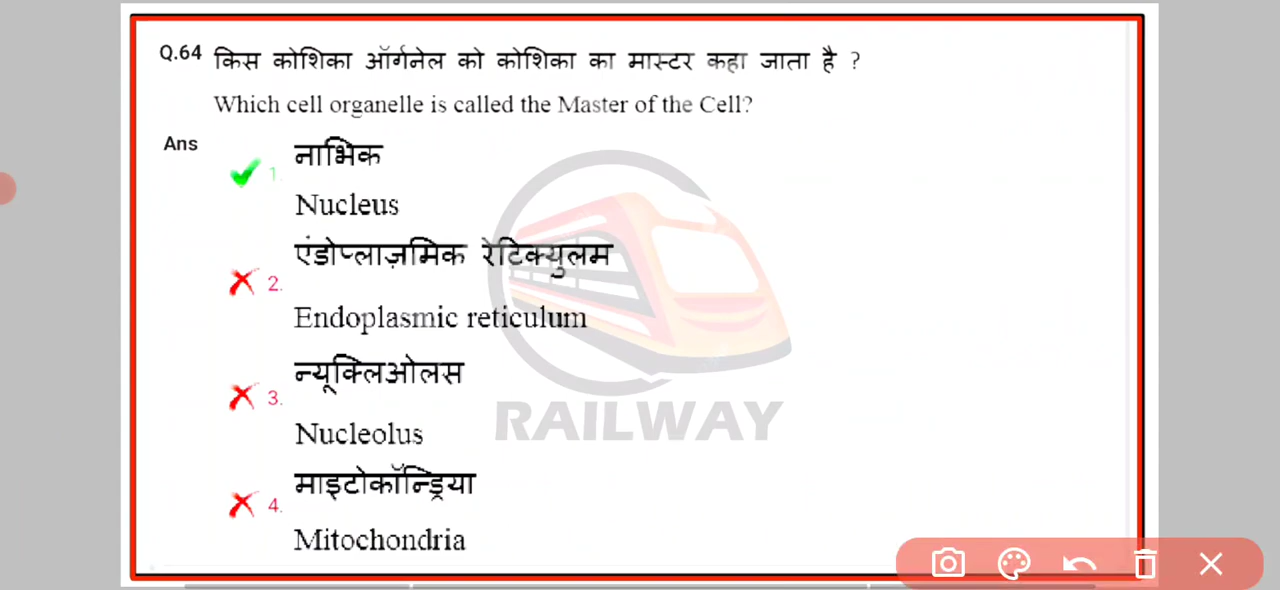 Q.64 किस कोशिका ऑर्गनेल को कोशिका का मास्टर कहा जाता है ?
Which cell organelle is called the Master of the Cell?
Ans
1. नाभिक
Nucleus
2. एंडोप्लाज़मिक रेटिक्युलम
Endoplasmic reticulum
3. न्यूक्लिओलस
Nucleolus
4. माइटोकॉन्ड्रिया
Mitochondria
RAILWAY